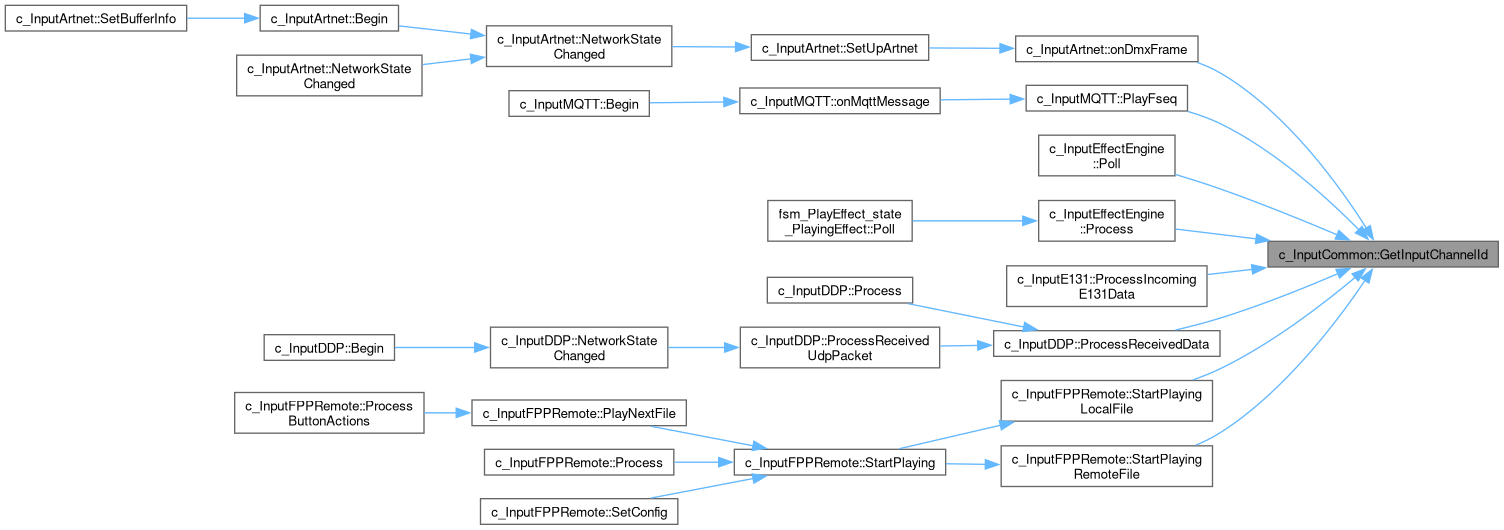 c_InputArtnet::SetBufferInfo
c_InputArtnet::Begin
c_InputArtnet::NetworkState
Changed
c_InputArtnet::NetworkState
Changed
c_InputArtnet::SetUpArtnet
c_InputArtnet::onDmxFrame
c_InputMQTT::Begin
c_InputMQTT::onMqttMessage
c_InputMQTT::PlayFseq
c_InputEffectEngine
::Poll
fsm_PlayEffect_state
_PlayingEffect::Poll
c_InputEffectEngine
::Process
c_InputCommon::GetInputChannelId
c_InputE131::ProcessIncoming
E131Data
c_InputDDP::Process
c_InputDDP::Begin
c_InputDDP::NetworkState
Changed
c_InputDDP::ProcessReceived
UdpPacket
c_InputDDP::ProcessReceivedData
c_InputFPPRemote::Process
ButtonActions
c_InputFPPRemote::PlayNextFile
c_InputFPPRemote::StartPlaying
LocalFile
c_InputFPPRemote::Process
c_InputFPPRemote::StartPlaying
c_InputFPPRemote::StartPlaying
RemoteFile
c_InputFPPRemote::SetConfig